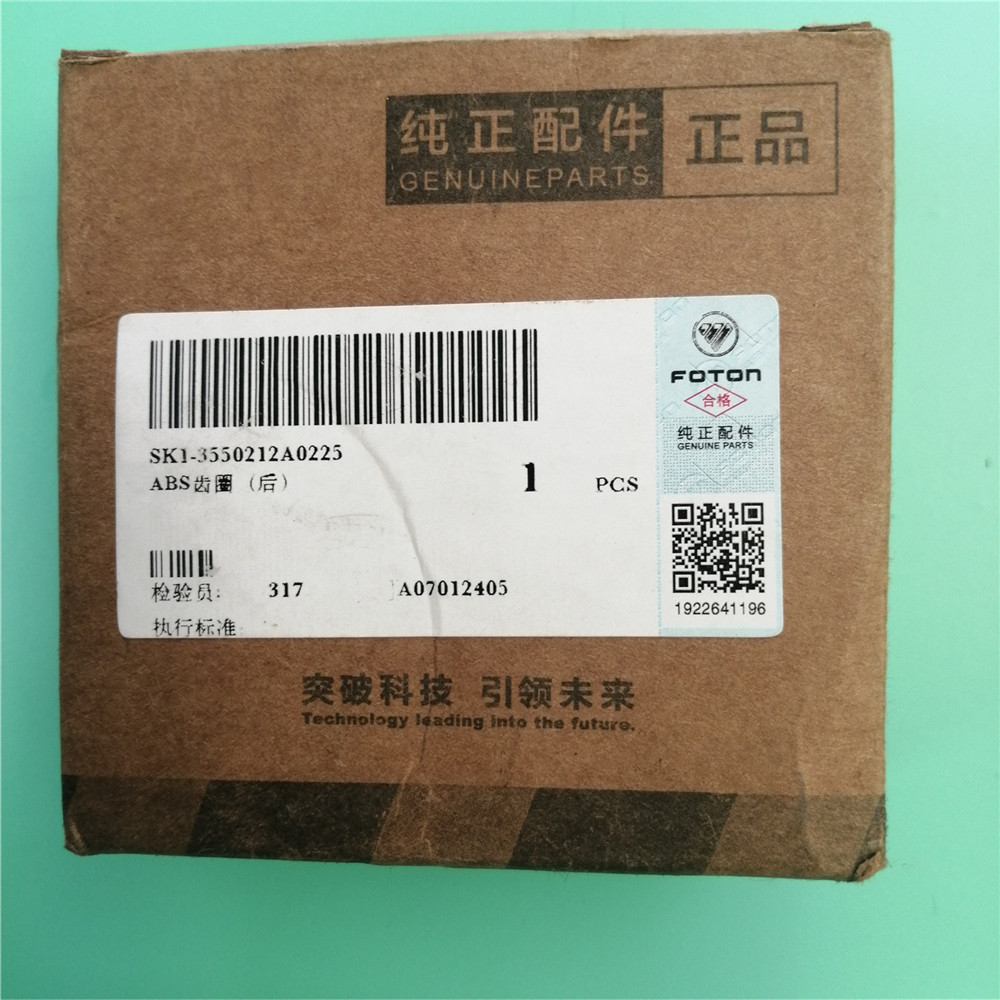 纯正配件 正品
GENUINEPARTS
FOTON
合格
纯正配件
GENUINE PARTS
SK1-3550212A0225
ABS齿圈（后）
1 PCS
检验员: 317 A07012405
1922641196
执行标准
突破科技 引领未来
Technology leading into the future.